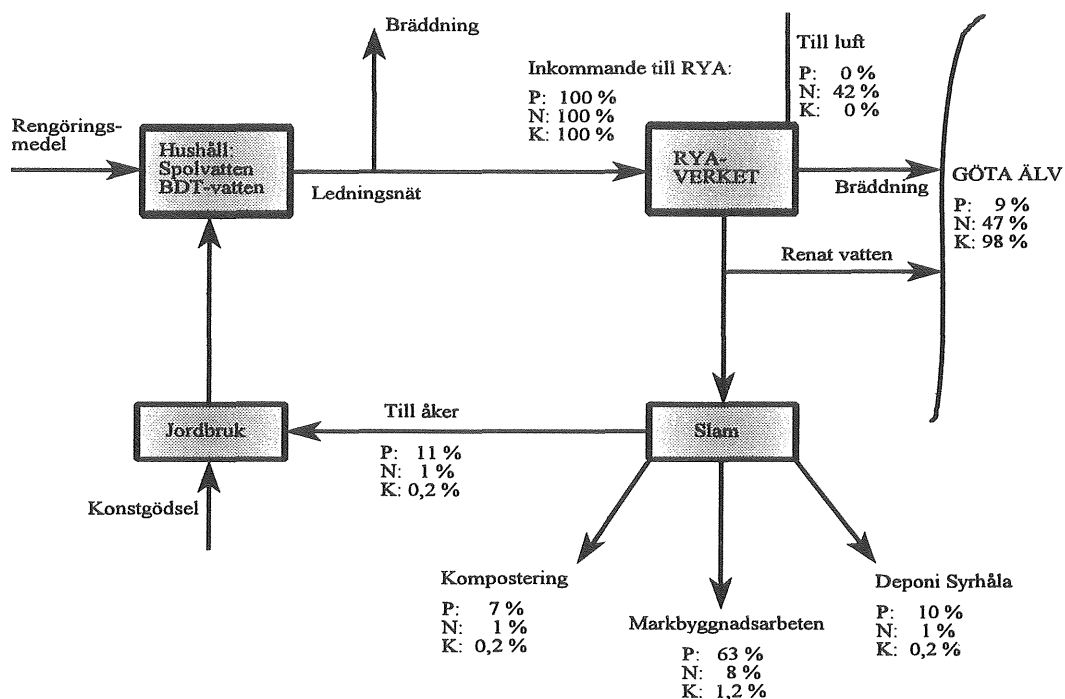 Bräddning
Till luft
P: 0 %
N: 42 %
K: 0 %
Inkommande till RYA:
P: 100 %
N: 100 %
K: 100 %
Rengörings-
medel
Hushåll:
Spolvatten
BDT-vatten
Ledningsnät
RYA-
VERKET
Bräddning
GÖTA ÄLV
P: 9 %
N: 47 %
K: 98 %
Renat vatten
Jordbruk
Till åker
P: 11 %
N: 1 %
K: 0,2 %
Slam
Konstgödsel
Kompostering
P: 7 %
N: 1 %
K: 0,2 %
Markbyggnadsarbeten
P: 63 %
N: 8 %
K: 1,2 %
Deponi Syrhåla
P: 10 %
N: 1 %
K: 0,2 %